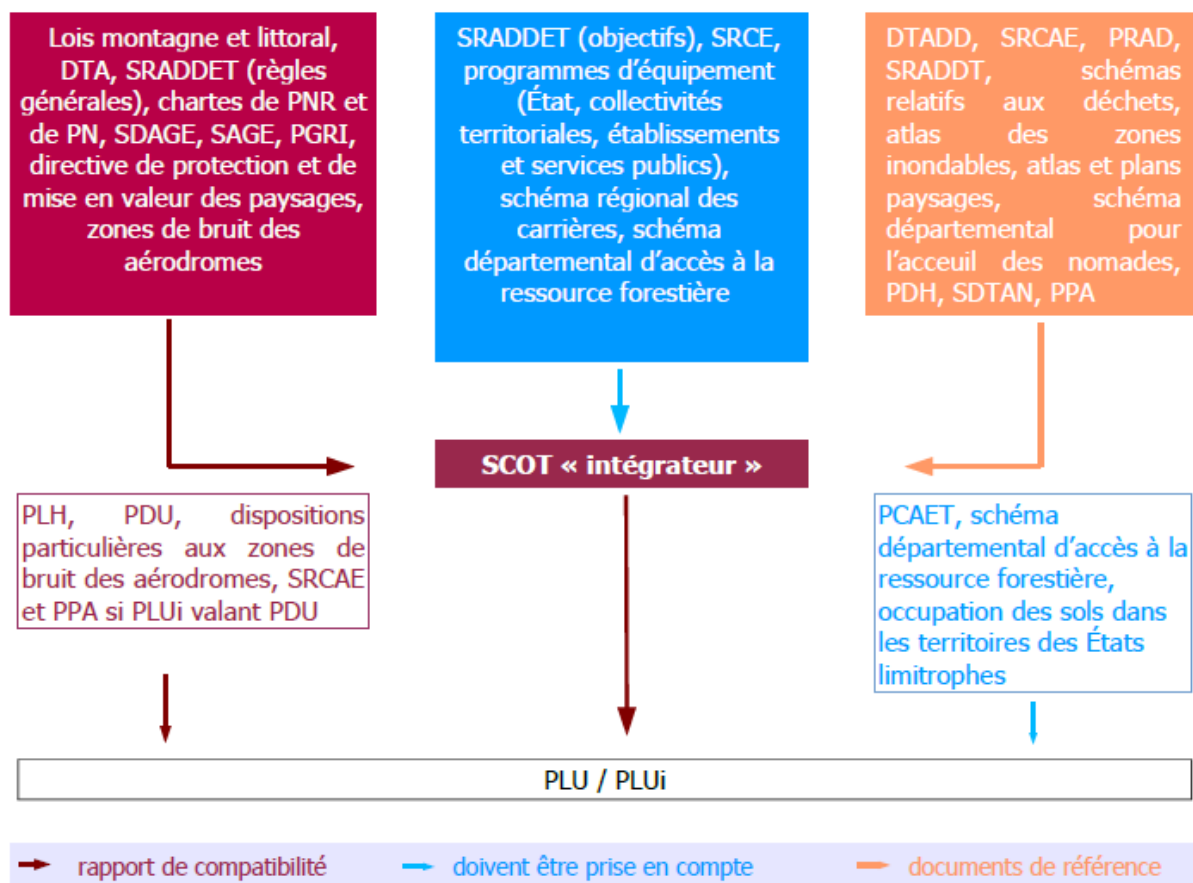 Lois montagne et littoral,
DTA, SRADDET (règles
générales), chartes de PNR et
de PN, SDAGE, SAGE, PGRI,
directive de protection et de
mise en valeur des paysages,
zones de bruit des
aérodromes
SRADDET (objectifs), SRCE,
programmes d'équipement
(État, collectivités
territoriales, établissements
et services publics),
schéma régional des
carrières, schéma
départemental d'accès à la
ressource forestière
DTADD, SRCAE, PRAD,
SRADDT, schémas
relatifs aux déchets,
atlas des zones
inondables, atlas et plans
paysages, schéma
départemental pour
l'acceuil des nomades,
PDH, SDTAN, PPA
SCOT « intégrateur »
PLH, PDU, dispositions
particulières aux zones de
bruit des aérodromes, SRCAE
et PPA si PLUi valant PDU
PCAET, schéma
départemental d'accès à la
ressource forestière,
occupation des sols dans
les territoires des États
limitrophes
PLU / PLUi
rapport de compatibilité
doivent être prise en compte
documents de référence